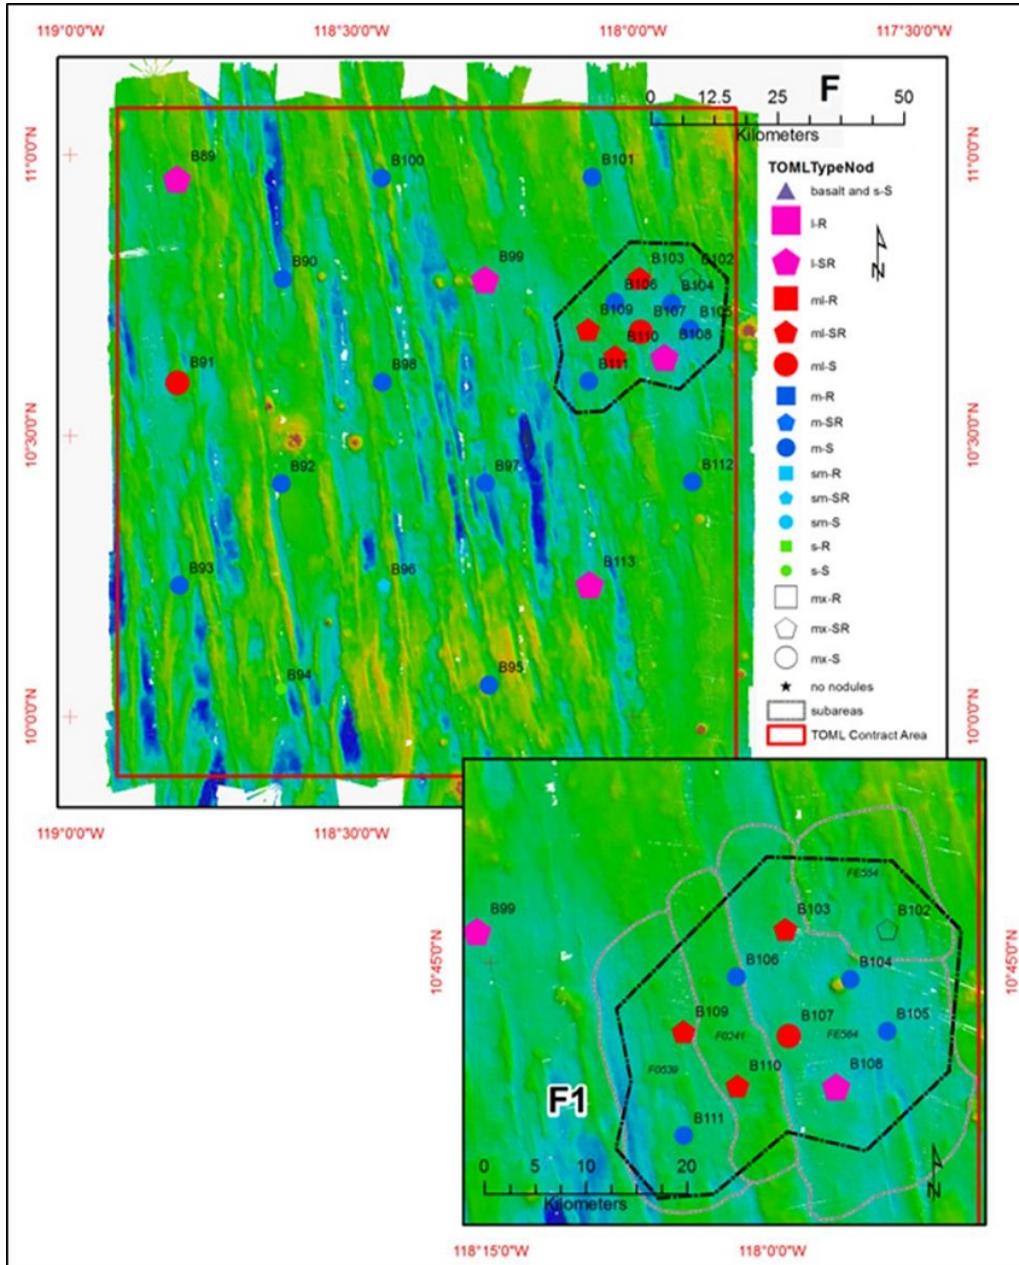 119°0'0"W 118°30'0"W 118°0'0"W 117°30'0"W
F
0 12.5 25 50
Kilometers
11°0'0"N
11°0'0"N
B89
B100
B101
B90
B99
B103
B102
B106
B104
B109
B107
B105
B110
B108
B111
B91
B98
10°30'0"N
10°30'0"N
B92
B97
B112
B93
B96
B113
B94
B95
10°0'0"N
10°0'0"N
TOMLTypeNod
basalt and s-S
l-R
l-SR
ml-R
ml-SR
ml-S
m-R
m-SR
m-S
sm-R
sm-SR
sm-S
s-R
s-S
mx-R
mx-SR
mx-S
no nodules
subareas
TOML Contract Area
N
119°0'0"W 118°30'0"W
FE554
B99
B103
B102
10°45'0"N
10°45'0"N
B106
B104
B109
B107
B105
F0241
FE564
F0539
B110
B108
F1
B111
0 5 10 20
Kilometers
N
118°15'0"W 118°0'0"W